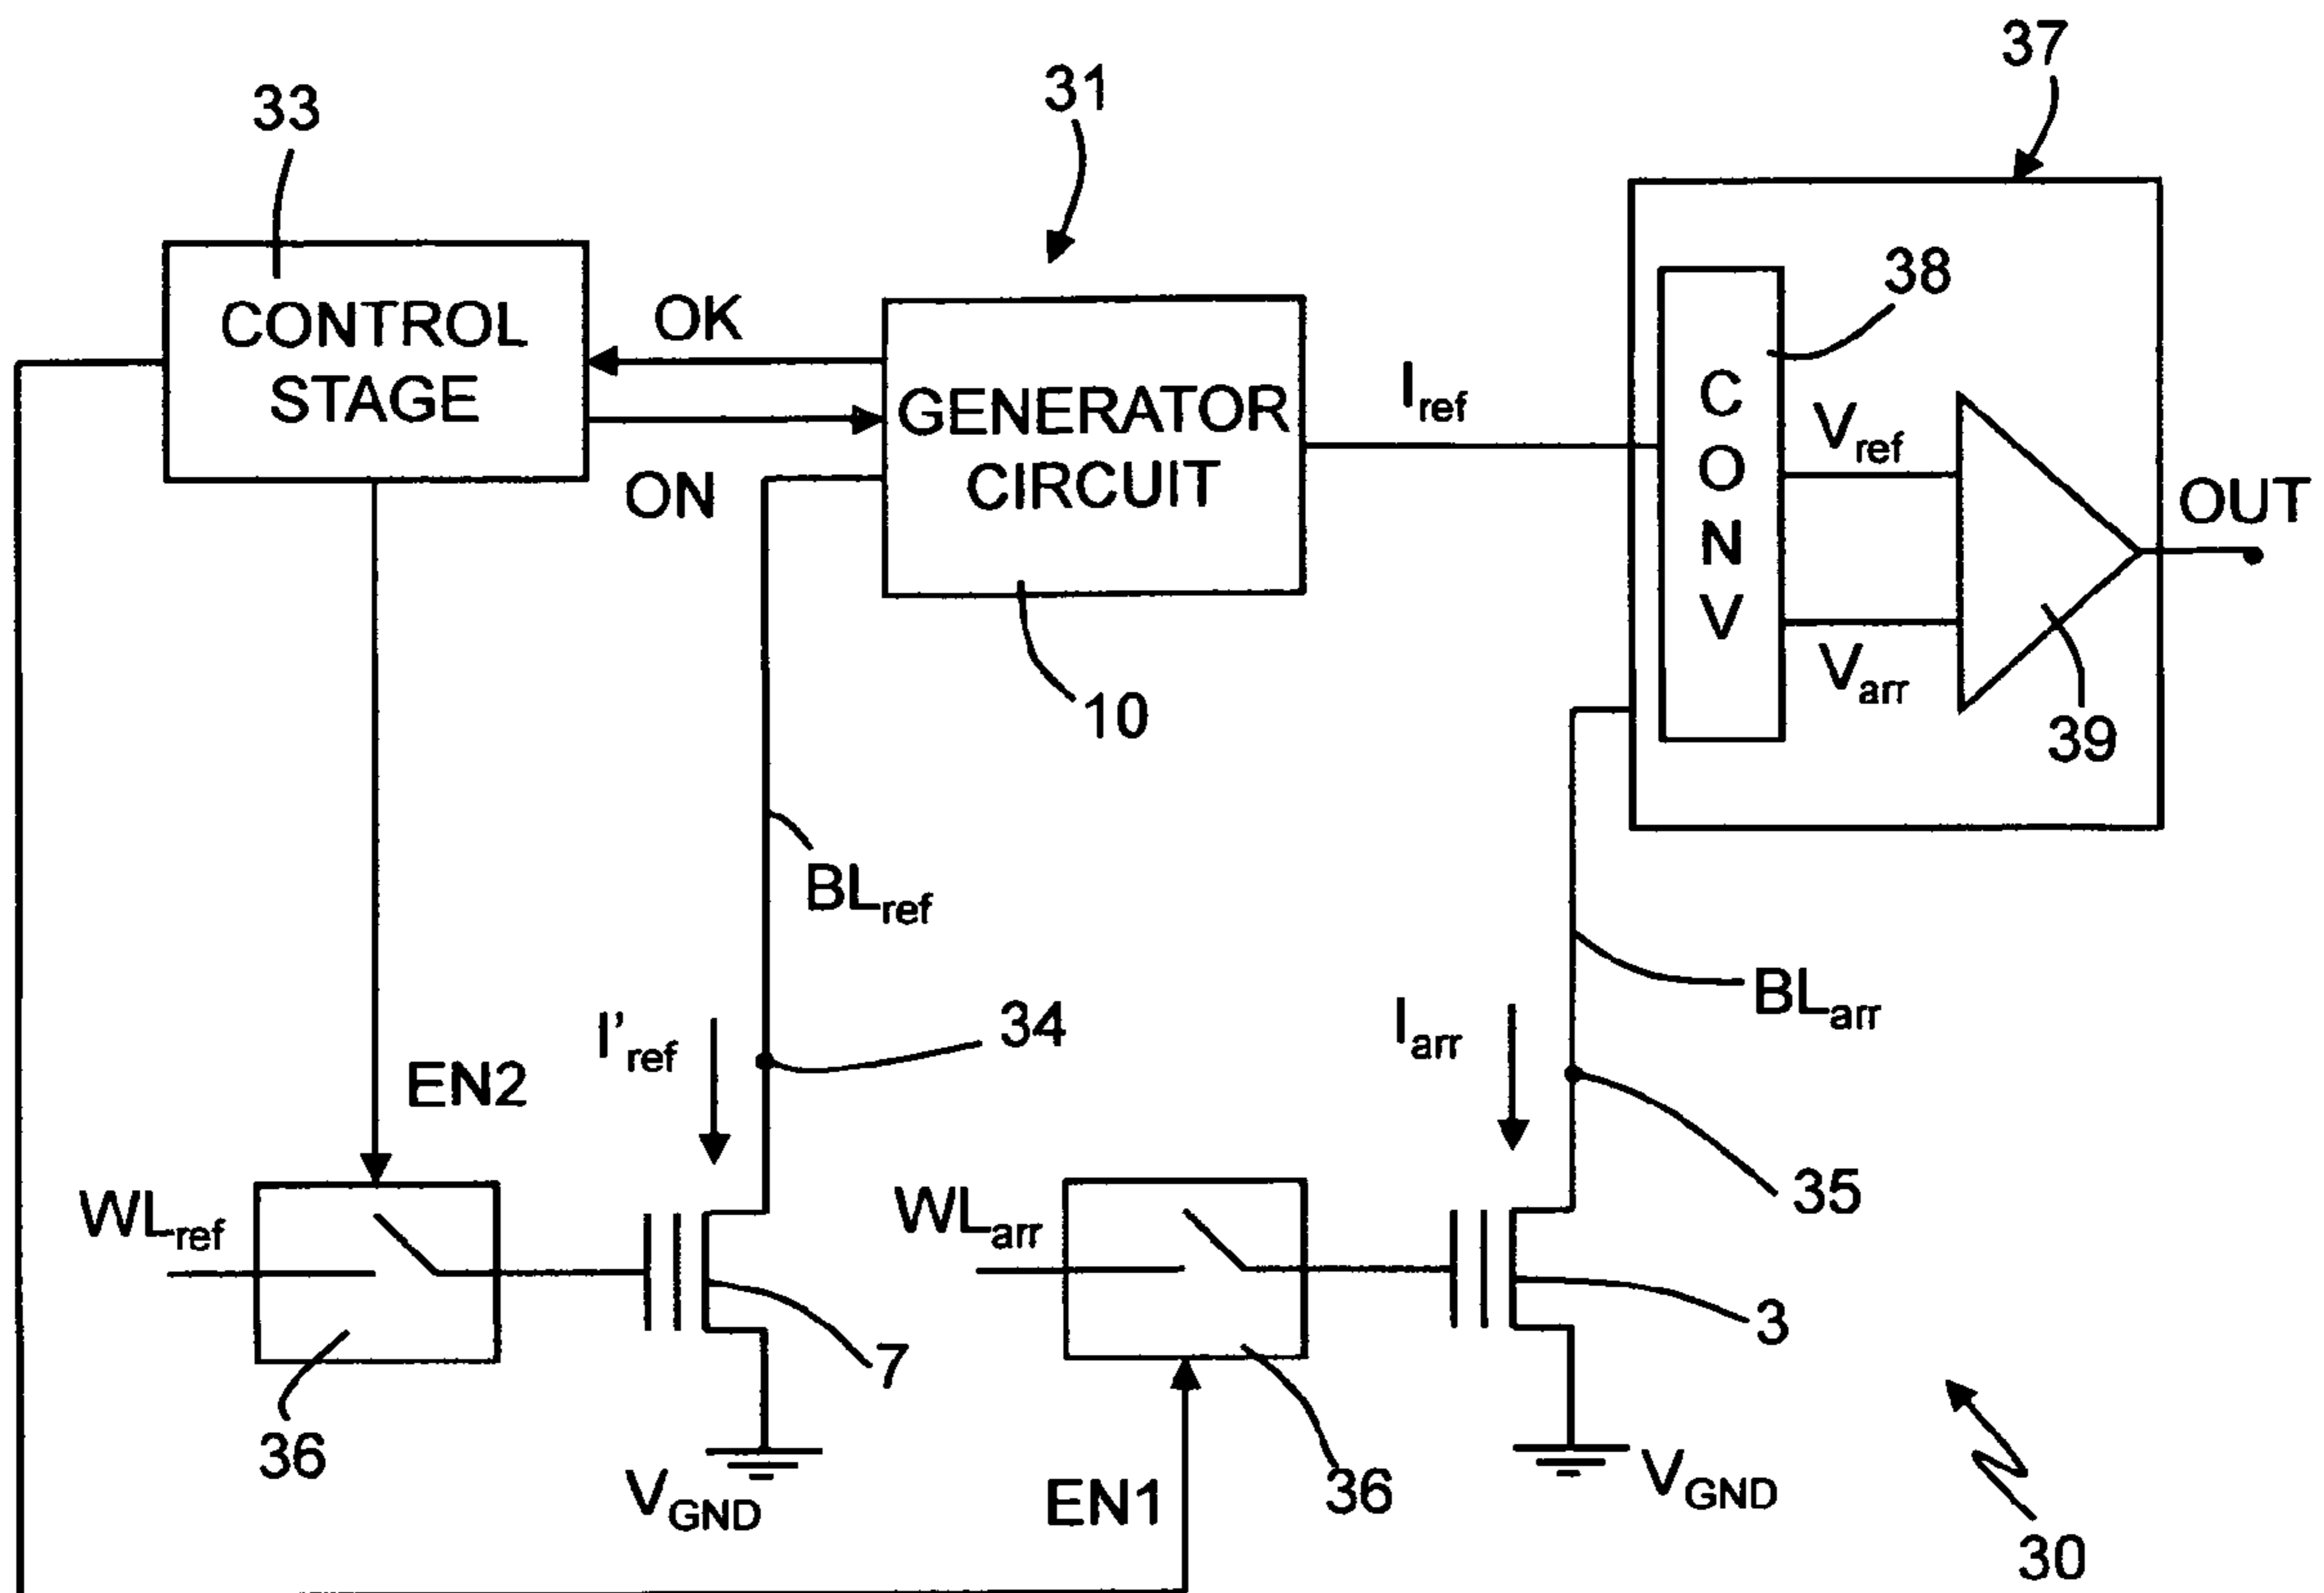 37
31
33
38
CONTROL
STAGE
OK
GENERATOR
CIRCUIT
ON
Iref
C
O
N
V
Vref
Varr
OUT
10
39
BLref
BLarr
I'ref
34
Iarr
EN2
35
WLref
WLarr
7
3
36
VGND
EN1
36
VGND
30